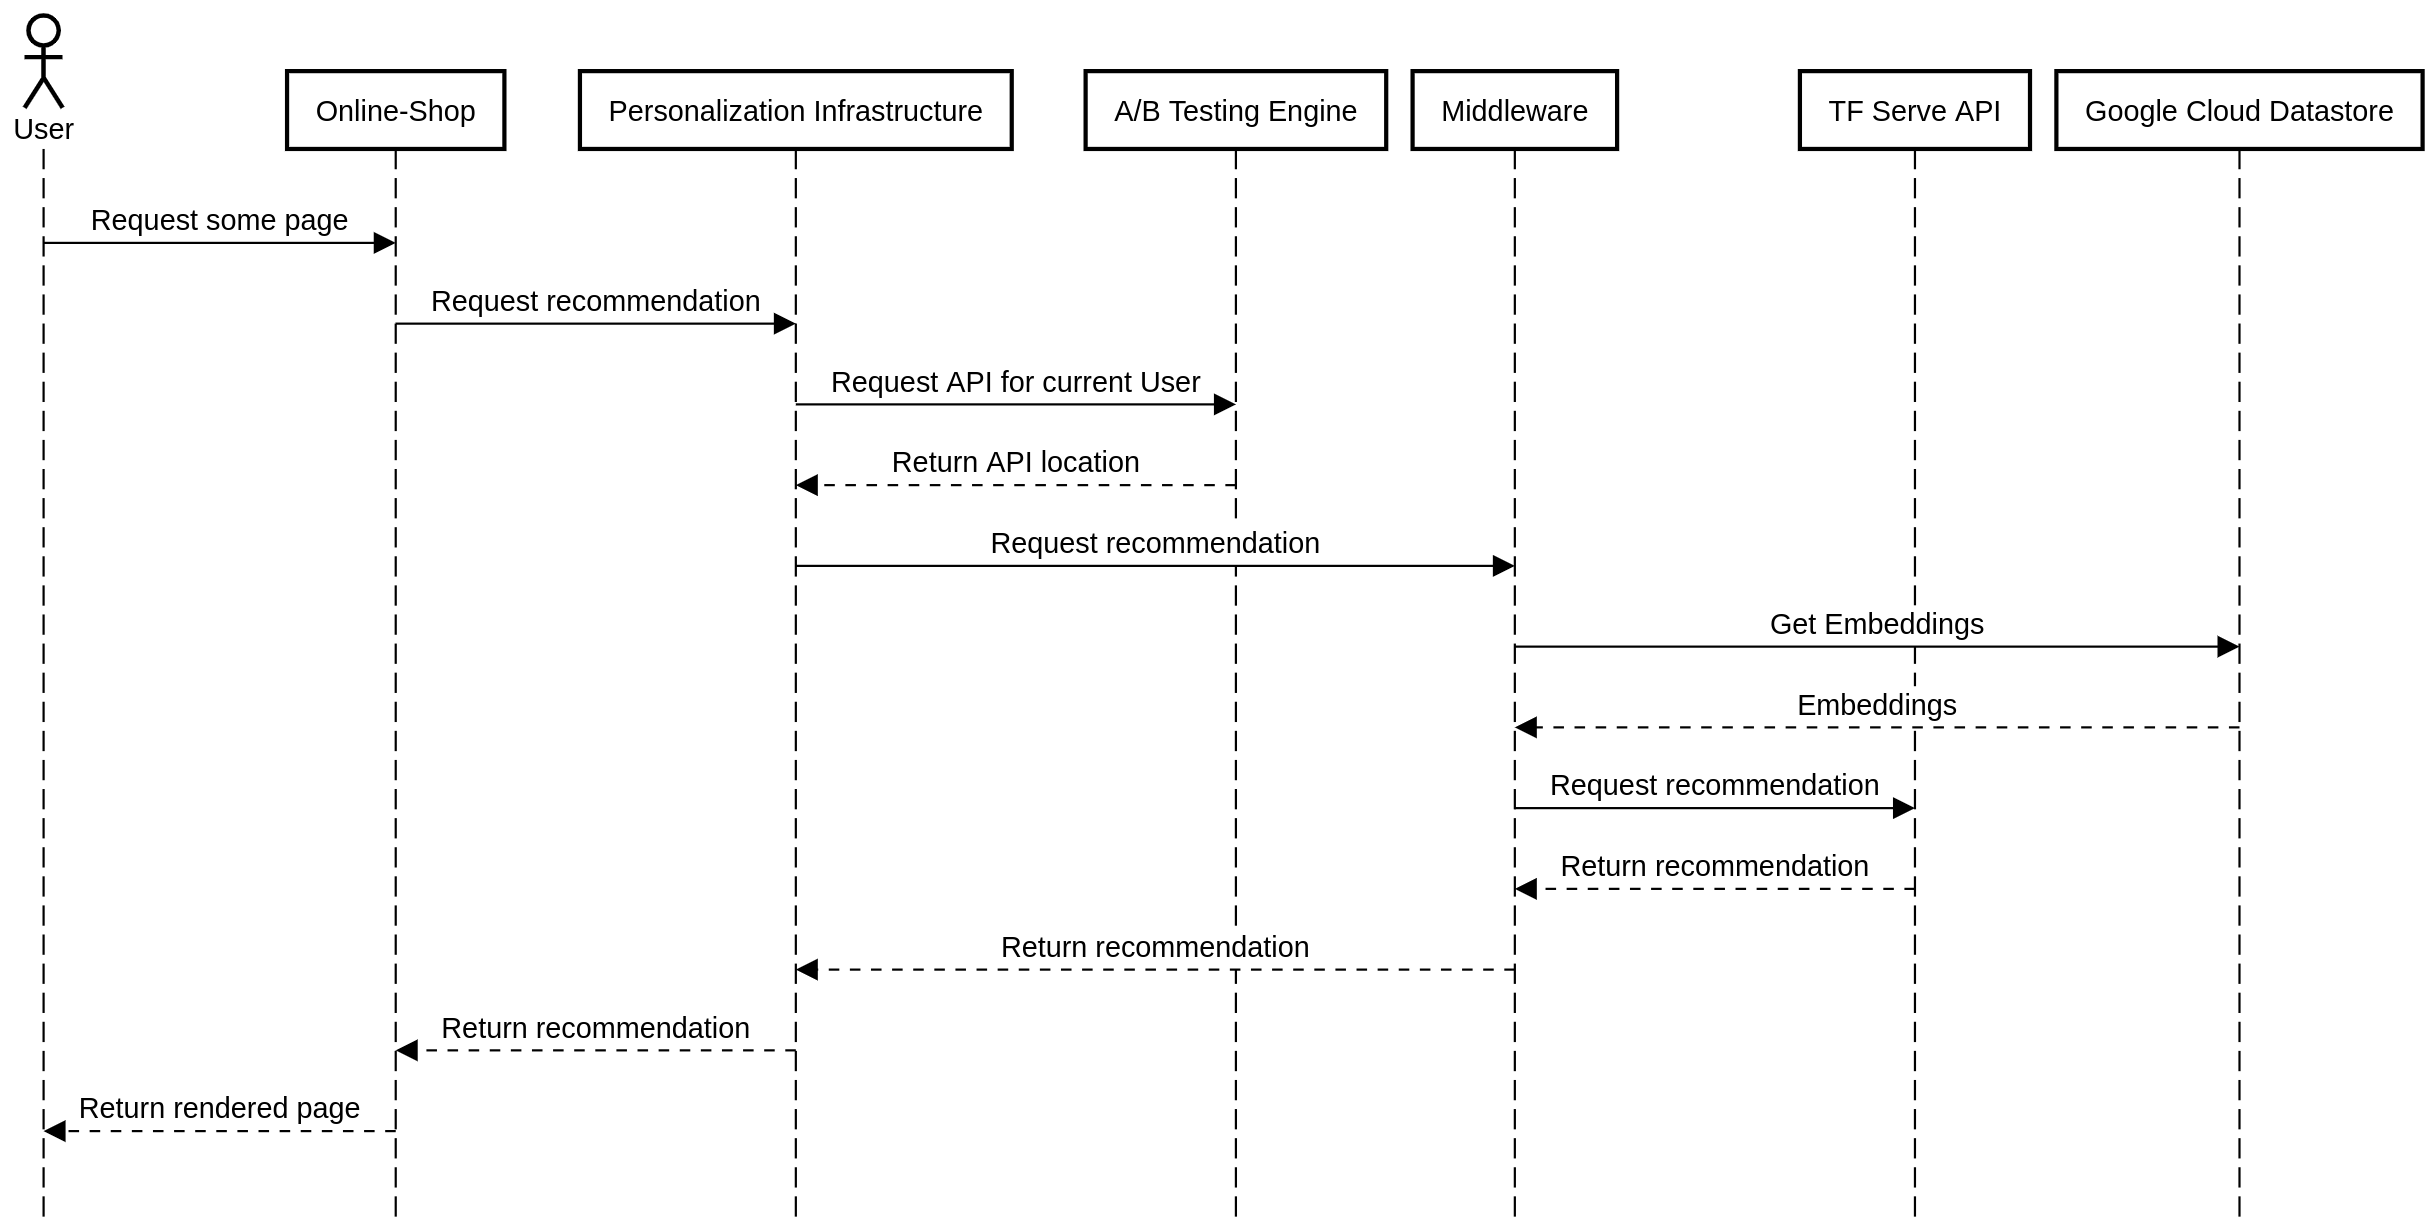 User
Online-Shop
Personalization Infrastructure
A/B Testing Engine
Middleware
TF Serve API
Google Cloud Datastore
Request some page
Request recommendation
Request API for current User
Return API location
Request recommendation
Get Embeddings
Embeddings
Request recommendation
Return recommendation
Return recommendation
Return recommendation
Return rendered page